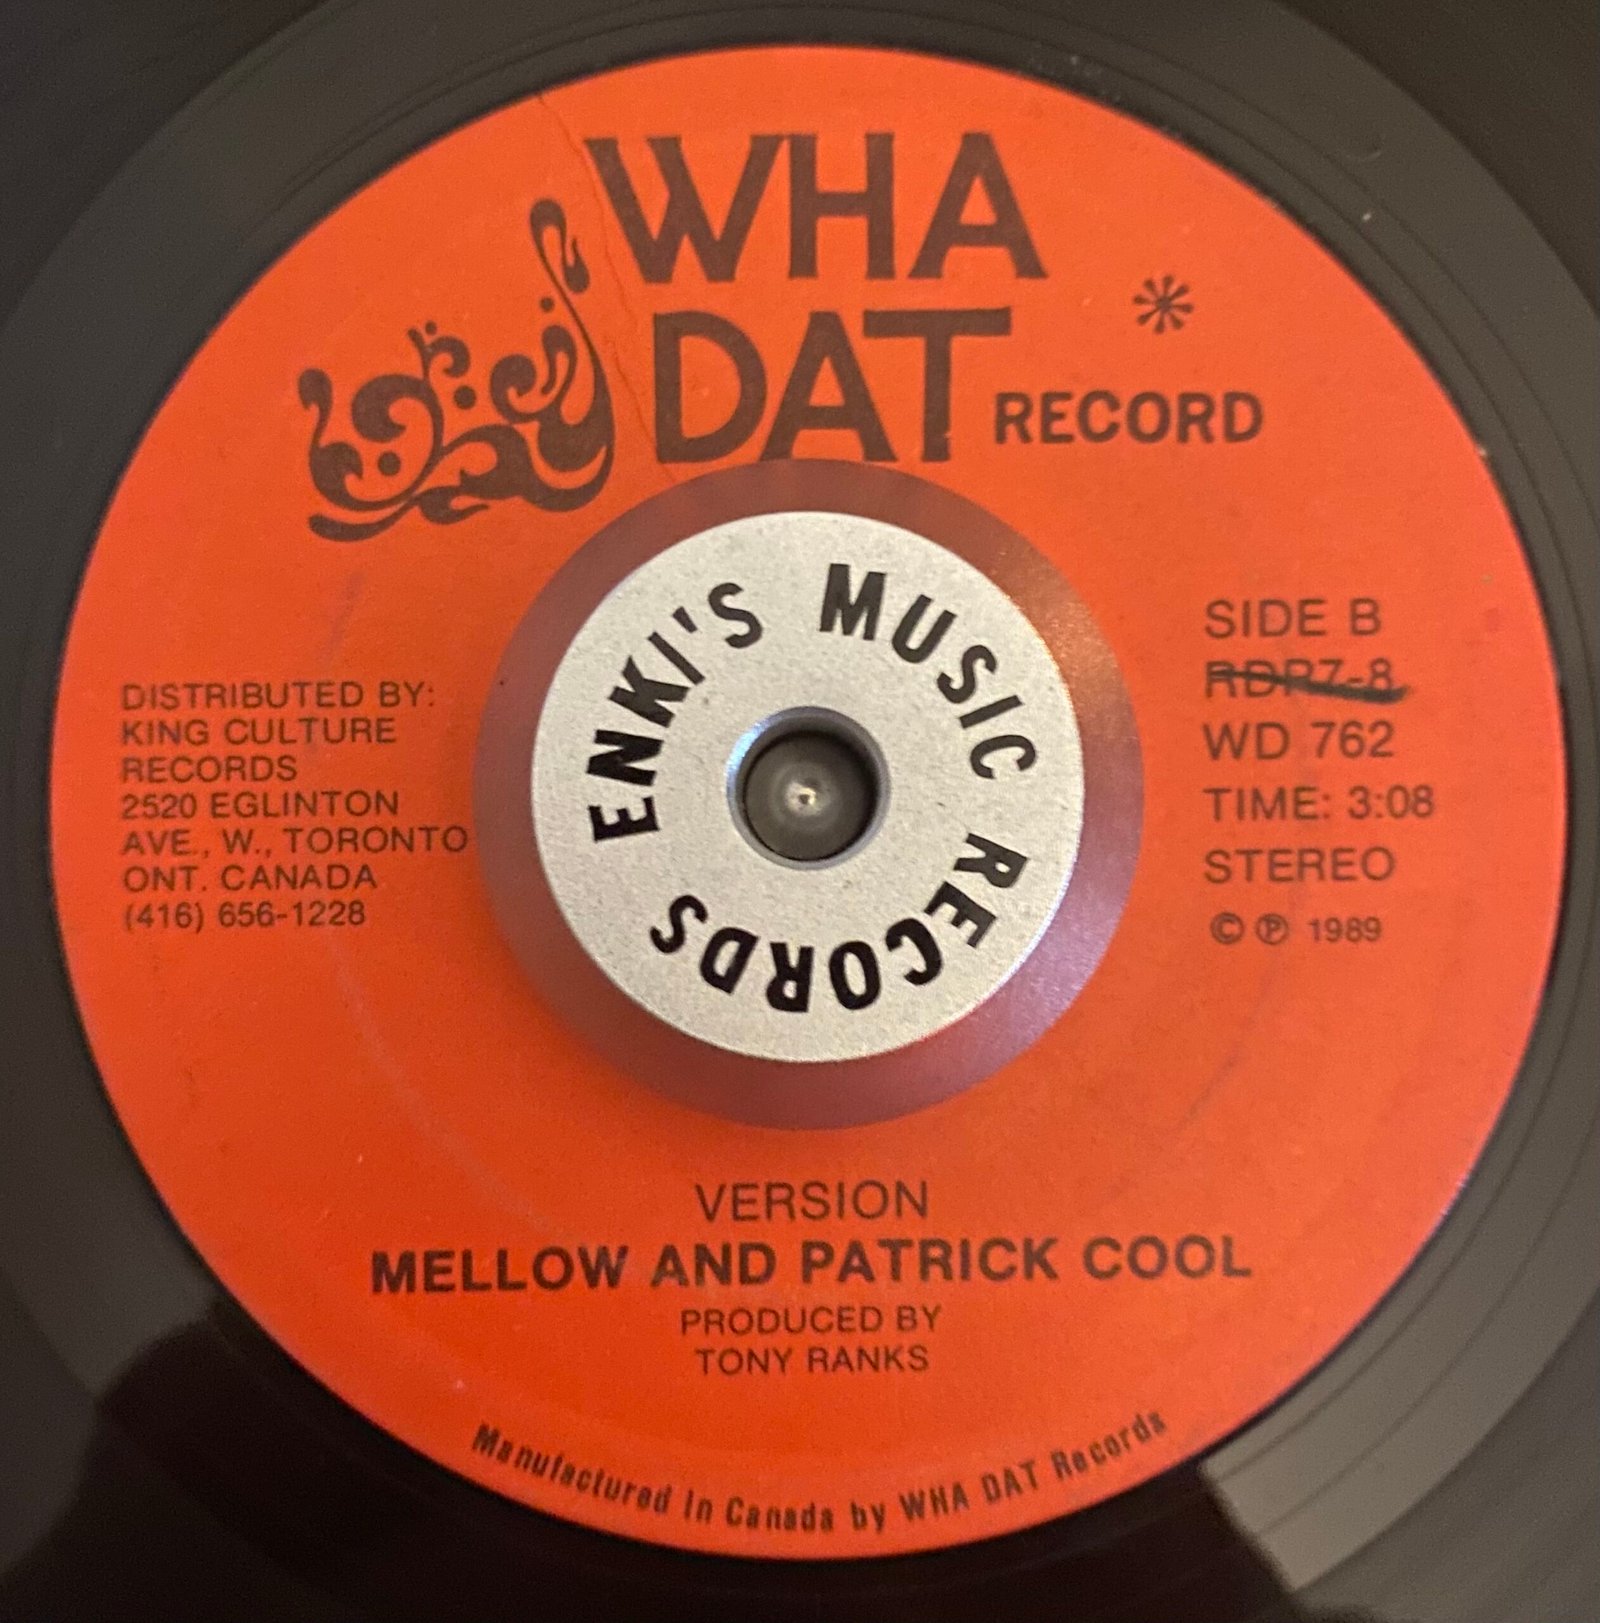 WHA
DAT RECORD
ENKI'S MUSIC RECORDS
DISTRIBUTED BY:
KING CULTURE
RECORDS
2520 EGLINTON
AVE., W., TORONTO
ONT. CANADA
(416) 656-1228
SIDE B
RDR7-8
WD 762
TIME: 3:08
STEREO
© ℗ 1989
VERSION
MELLOW AND PATRICK COOL
PRODUCED BY
TONY RANKS
Manufactured In Canada by WHA DAT Records